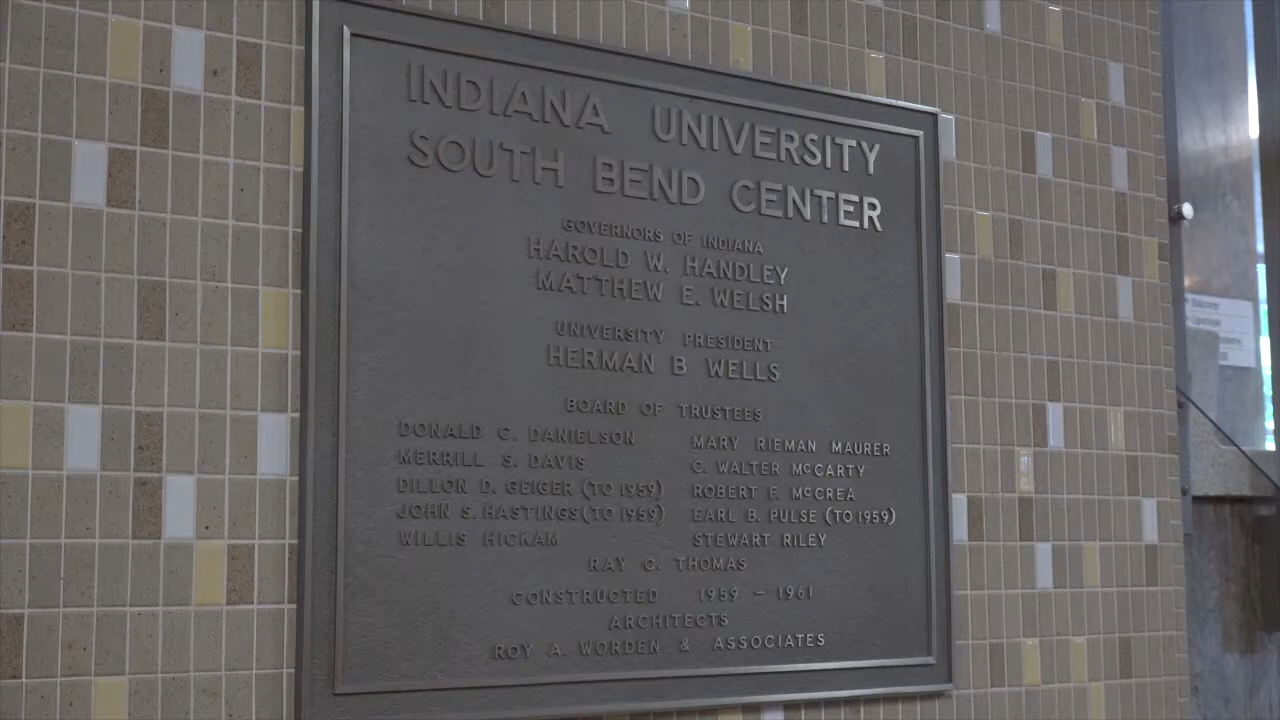 INDIANA UNIVERSITY
SOUTH BEND CENTER
GOVERNORS OF INDIANA
HAROLD W. HANDLEY
MATTHEW E. WELSH
UNIVERSITY PRESIDENT
HERMAN B WELLS
BOARD OF TRUSTEES
DONALD C. DANIELSON MARY RIEMAN MAURER
MERRILL S. DAVIS C. WALTER McCARTY
DILLON D. GEIGER (TO 1959) ROBERT F. McCREA
JOHN S. HASTINGS (TO 1959) EARL B. PULSE (TO 1959)
WILLIS HICKAM STEWART RILEY
RAY C. THOMAS
CONSTRUCTED 1959 - 1961
ARCHITECTS
ROY A. WORDEN & ASSOCIATES